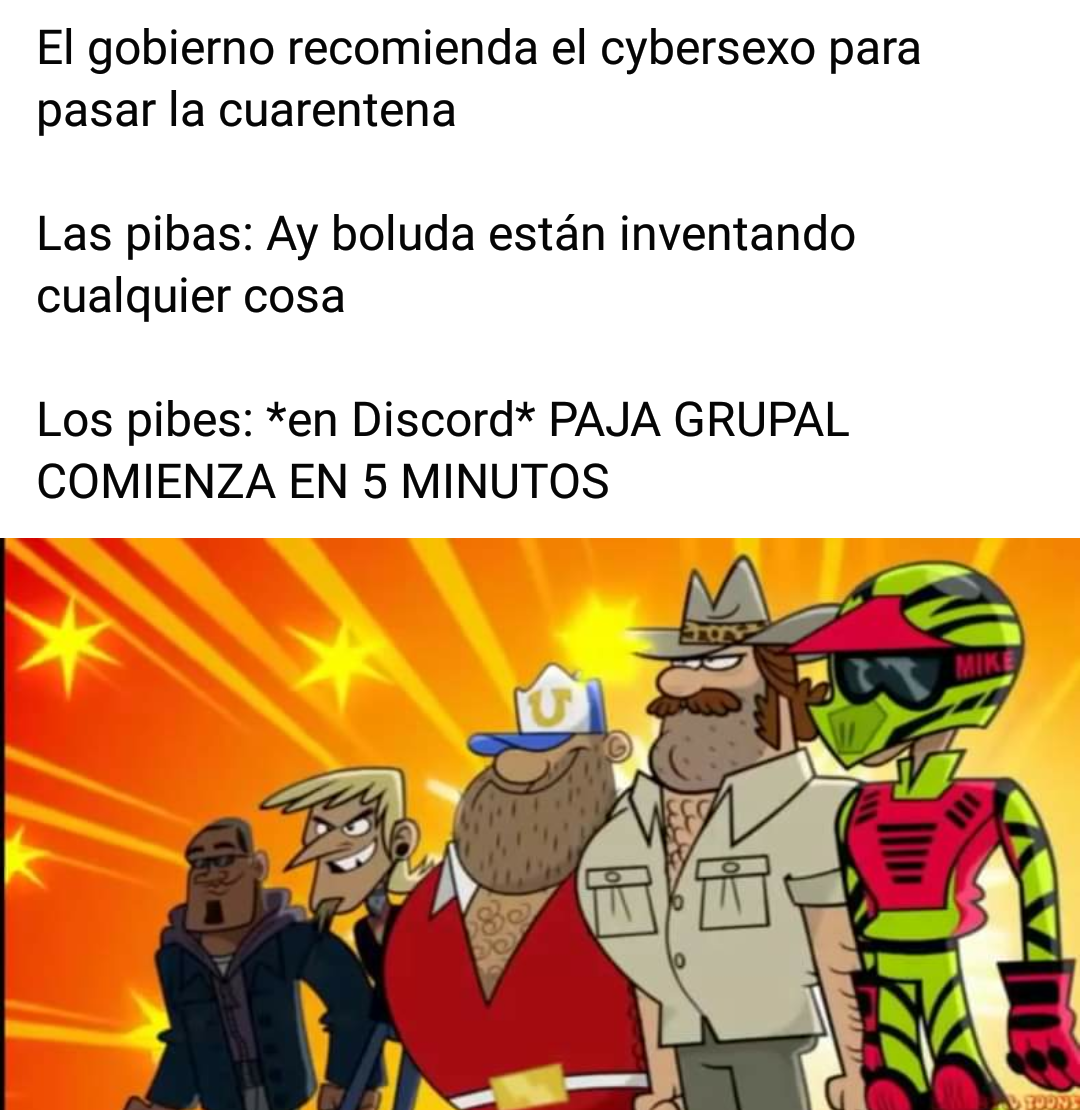 El gobierno recomienda el cybersexo para
pasar la cuarentena
Las pibas: Ay boluda están inventando
cualquier cosa
Los pibes: *en Discord* PAJA GRUPAL
COMIENZA EN 5 MINUTOS
U
MIKE
TOONS